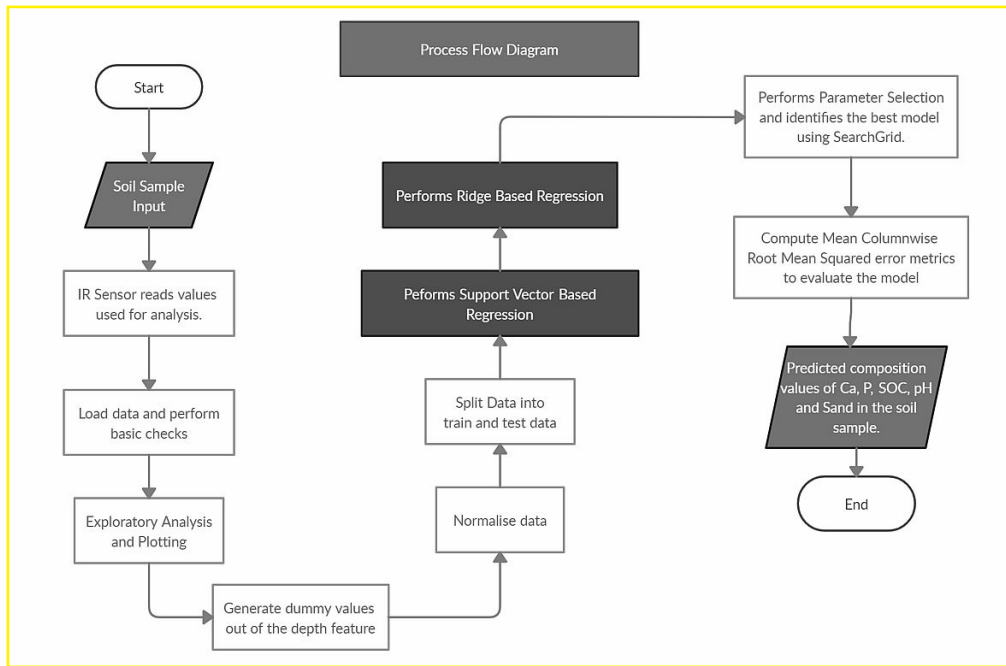 Process Flow Diagram
Start
Soil Sample
Input
IR Sensor reads values
used for analysis.
Load data and perform
basic checks
Exploratory Analysis
and Plotting
Generate dummy values
out of the depth feature
Normalise data
Split Data into
train and test data
Peforms Support Vector Based
Regression
Performs Ridge Based Regression
Performs Parameter Selection
and identifies the best model
using SearchGrid.
Compute Mean Columnwise
Root Mean Squared error metrics
to evaluate the model
Predicted composition
values of Ca, P, SOC, pH
and Sand in the soil
sample.
End